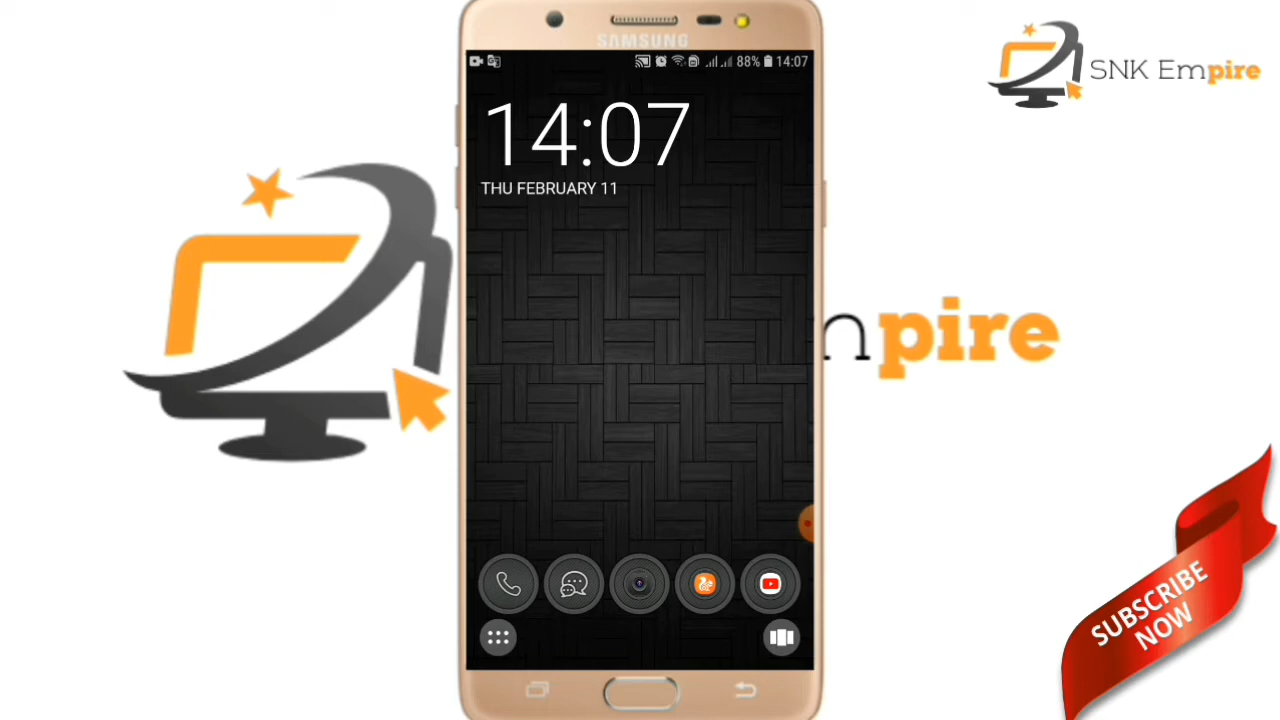 SAMSUNG
88% 14:07
14:07
THU FEBRUARY 11
SNK Empire
npire
SUBSCRIBE
NOW